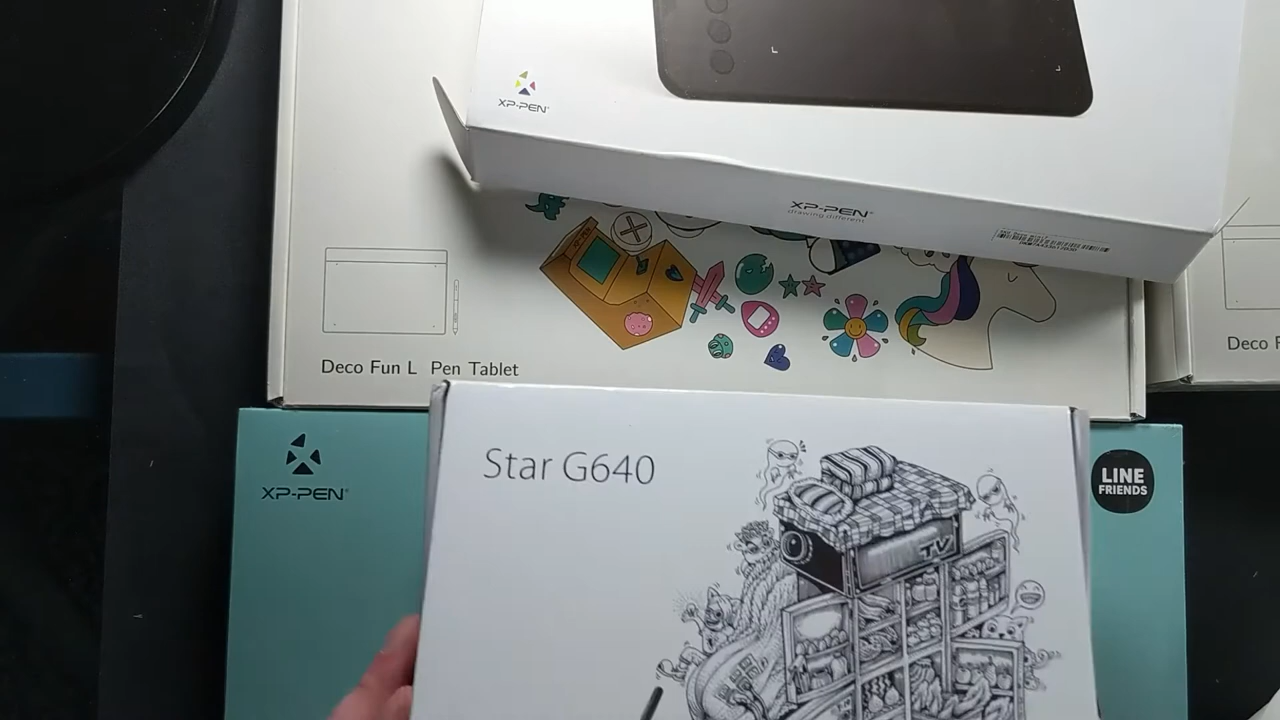 XP-PEN
XP-PEN
drawing different
Deco Fun L Pen Tablet
Deco F
XP-PEN
LINE
FRIENDS
Star G640
TV